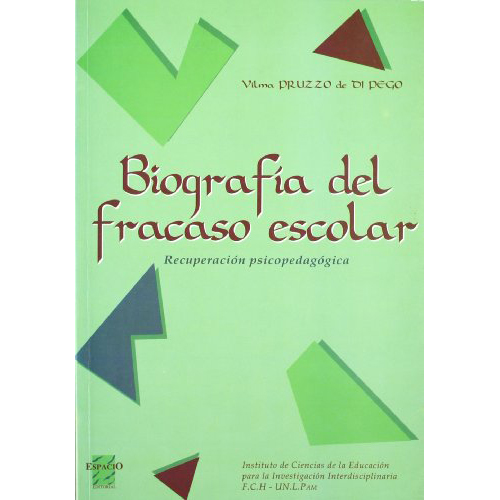 Vilma PRUZZO de DI PEGO
Biografía del
fracaso escolar
Recuperación psicopedagógica
ESPACIO
EDITORIAL
Instituto de Ciencias de la Educación
para la Investigación Interdisciplinaria
F.C.H - UN.L.PAM